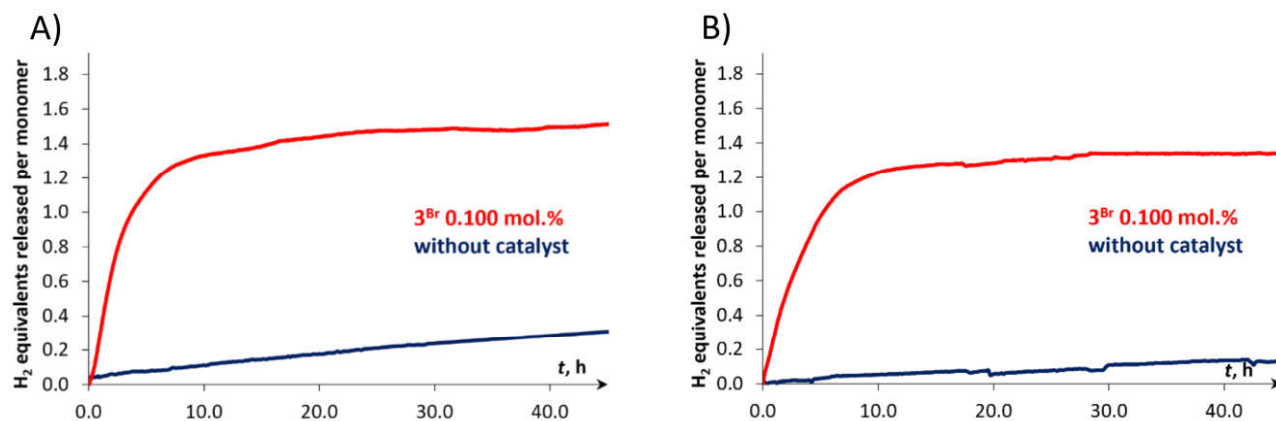 A)
H₂ equivalents released per monomer
1.8
1.6
1.4
1.2
1.0
0.8
0.6
0.4
0.2
0.0
3ᴮʳ 0.100 mol.%
without catalyst
t, h
0.0 10.0 20.0 30.0 40.0
B)
H₂ equivalents released per monomer
1.8
1.6
1.4
1.2
1.0
0.8
0.6
0.4
0.2
0.0
3ᴮʳ 0.100 mol.%
without catalyst
t, h
0.0 10.0 20.0 30.0 40.0